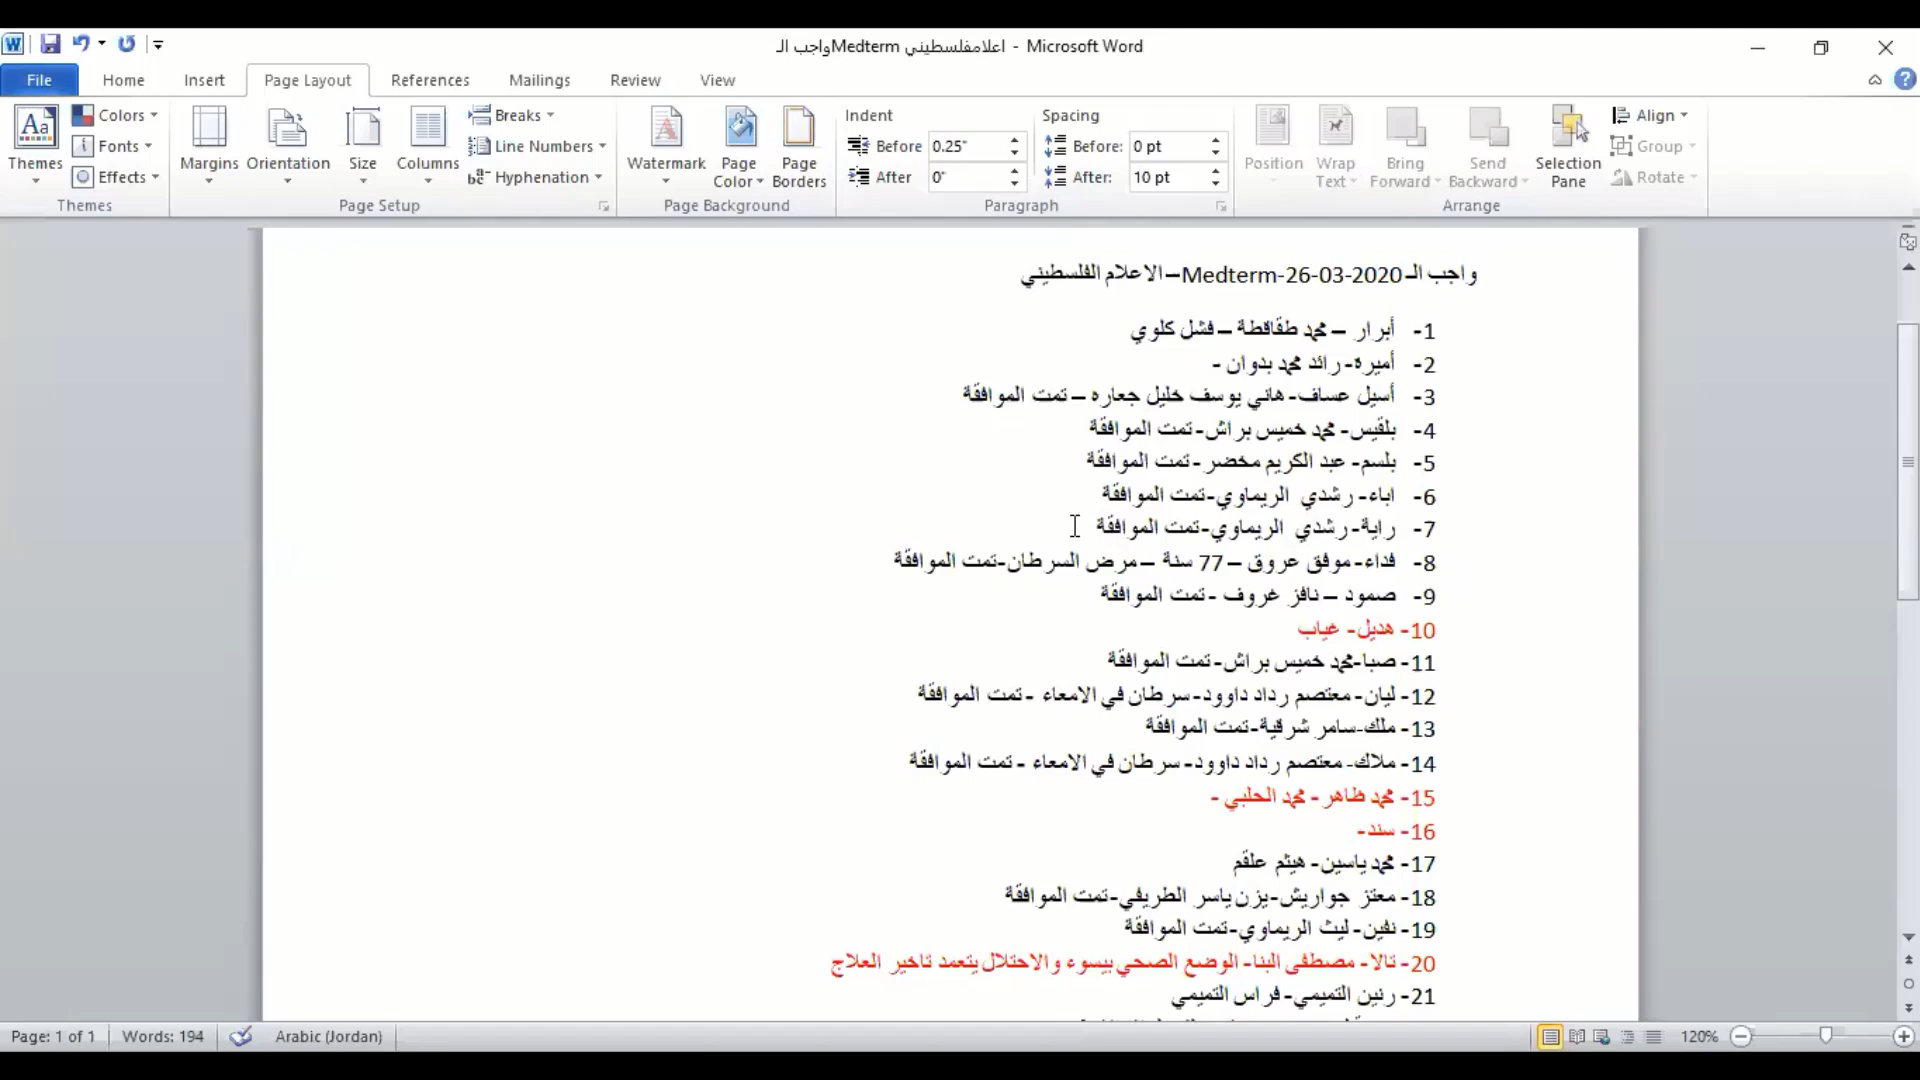 واجب الـ Medtermاعلامفلسطيني - Microsoft Word
File Home Insert Page Layout References Mailings Review View
Themes
Colors
Fonts
Effects
Themes
Margins Orientation Size Columns
Breaks
Line Numbers
Hyphenation
Page Setup
Watermark Page Color Page Borders
Page Background
Indent
Before 0.25"
After 0"
Spacing
Before: 0 pt
After: 10 pt
Paragraph
Position Wrap Text Bring Forward Send Backward Selection Pane
Align
Group
Rotate
Arrange
واجب الـ Medterm-26-03-2020 – الاعلام الفلسطيني
1- أبرار – محمد طقاقطة – فشل كلوي
2- أميرة- رائد محمد بدوان -
3- أسيل عساف- هاني يوسف خليل جعاره – تمت الموافقة
4- بلقيس- محمد خميس براش- تمت الموافقة
5- بلسم- عبد الكريم مخضر- تمت الموافقة
6- اباء- رشدي الريماوي-تمت الموافقة
7- راية- رشدي الريماوي-تمت الموافقة
8- فداء- موفق عروق – 77 سنة – مرض السرطان-تمت الموافقة
9- صمود – نافز غروف - تمت الموافقة
10- هديل- غياب
11- صبا-محمد خميس براش- تمت الموافقة
12- ليان- معتصم رداد داوود- سرطان في الامعاء - تمت الموافقة
13- ملك-سامر شرقية-تمت الموافقة
14- ملاك- معتصم رداد داوود- سرطان في الامعاء - تمت الموافقة
15- محمد ظاهر - محمد الحلبي -
16- سند-
17- محمد ياسين- هيثم علقم
18- معتز جواريش-يزن ياسر الطريفي-تمت الموافقة
19- نفين- ليث الريماوي-تمت الموافقة
20- تالا- مصطفى البنا- الوضع الصحي بيسوء والاحتلال يتعمد تاخير العلاج
21- رنين التميمي- فراس التميمي
Page: 1 of 1 Words: 194 Arabic (Jordan) 120%